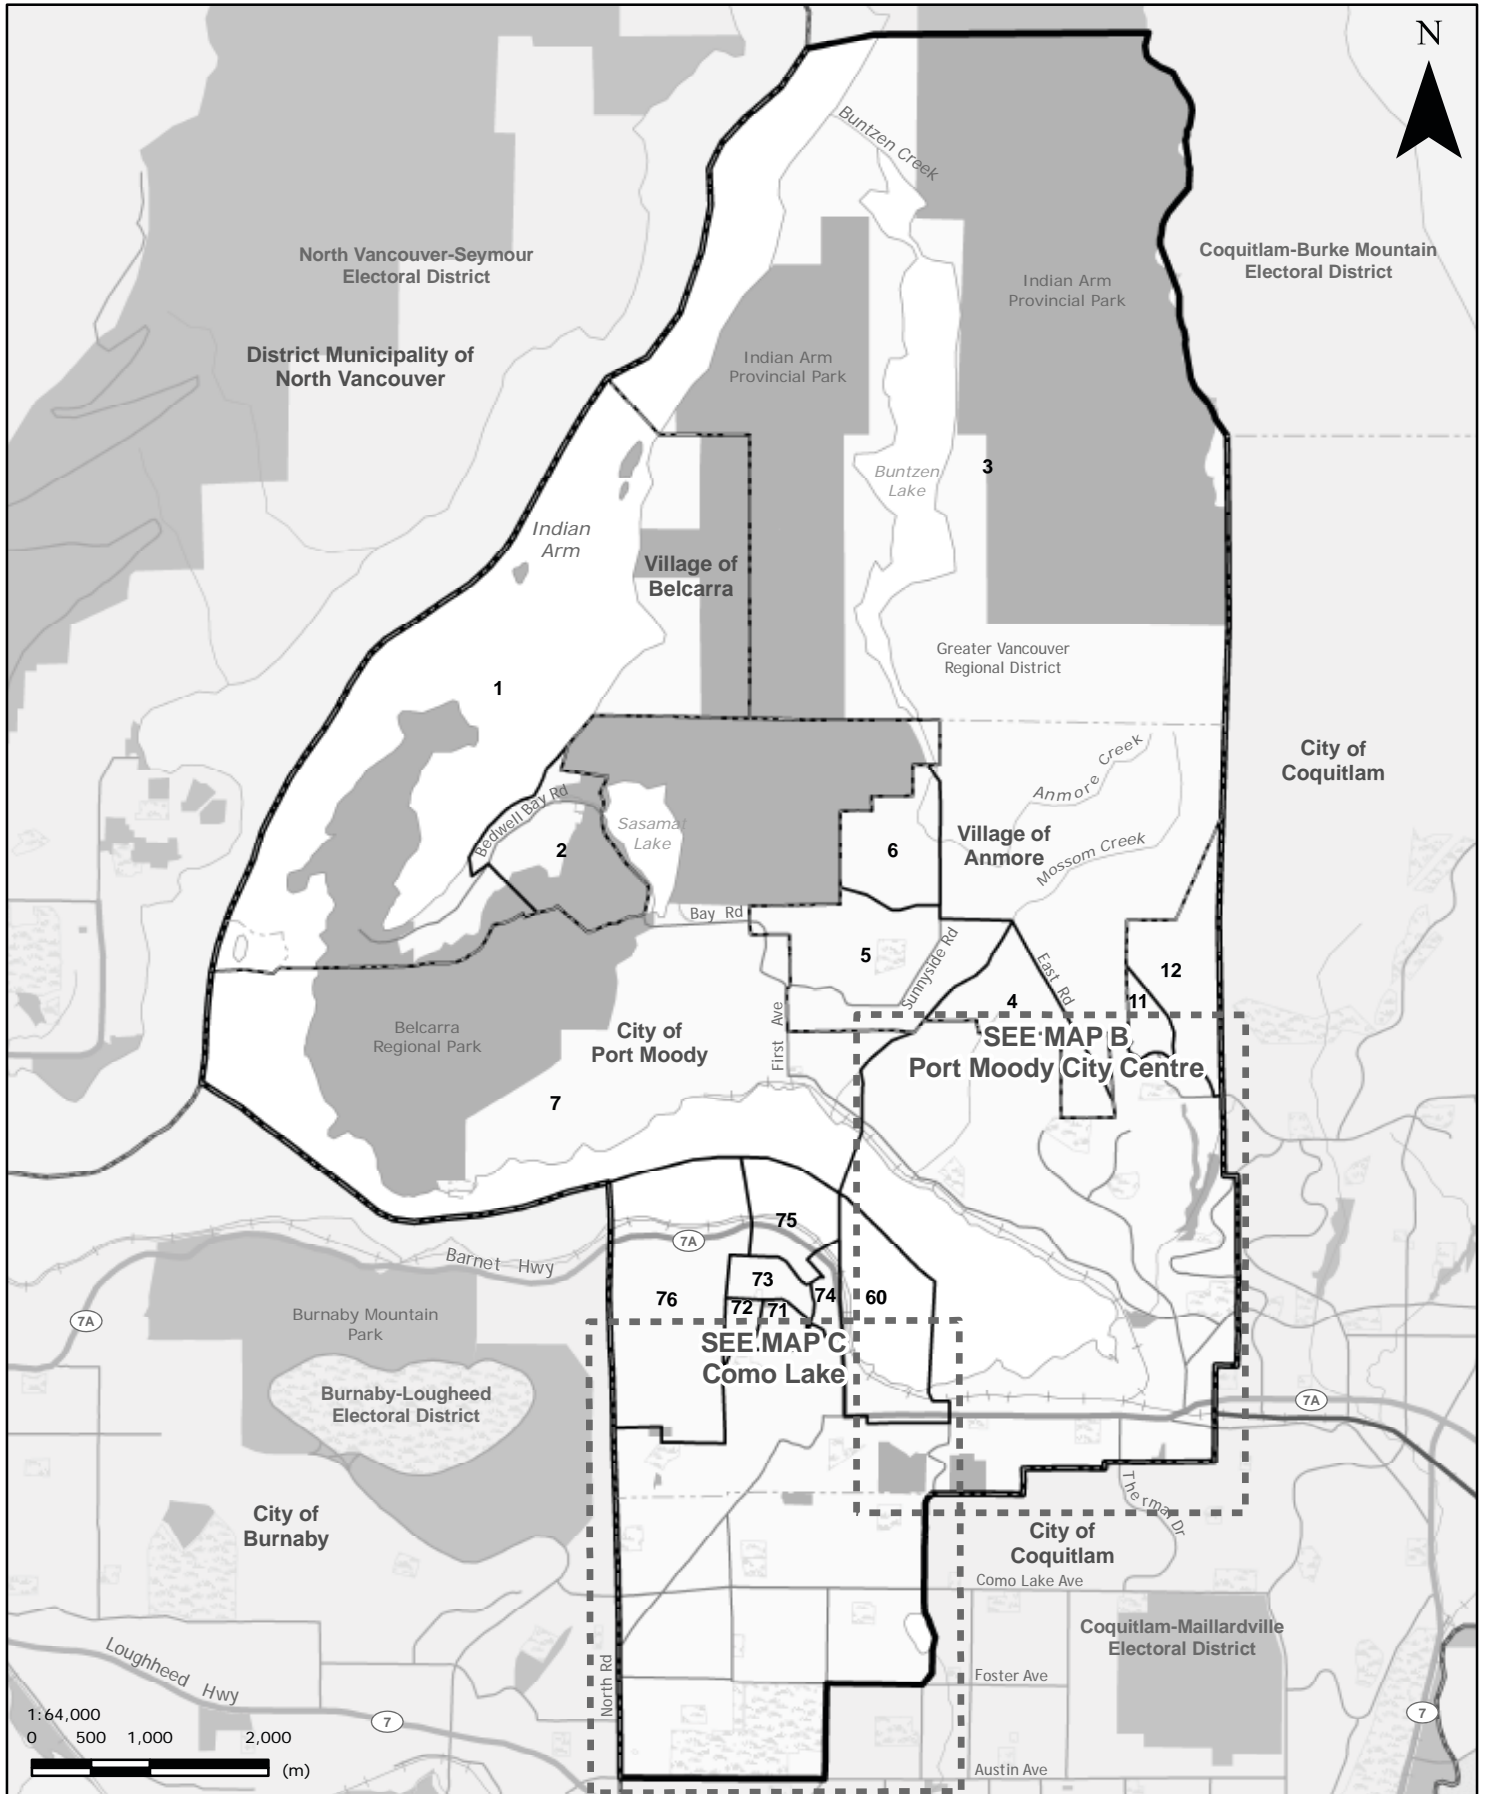 N
Buntzen Creek
North Vancouver-Seymour
Electoral District
Coquitlam-Burke Mountain
Electoral District
Indian Arm
Provincial Park
District Municipality of
North Vancouver
Indian Arm
Provincial Park
3
Buntzen
Lake
Indian
Arm
Village of
Belcarra
Greater Vancouver
Regional District
1
City of
Coquitlam
Anmore Creek
Bedwell Bay Rd
Sasamat
Lake
2
6
Village of
Anmore
Mossom Creek
Bay Rd
5
Sunnyside Rd
East Rd
12
4
11
First Ave
Belcarra
Regional Park
City of
Port Moody
SEE MAP B
Port Moody City Centre
7
75
7A
Barnet Hwy
73
76
72
71
74
60
7A
Burnaby Mountain
Park
SEE MAP C
Como Lake
Burnaby-Lougheed
Electoral District
7A
City of
Burnaby
Thermal Dr
City of
Coquitlam
Como Lake Ave
Coquitlam-Maillardville
Electoral District
Loughheed Hwy
North Rd
Foster Ave
7
7
Austin Ave
1:64,000
0 500 1,000 2,000
(m)